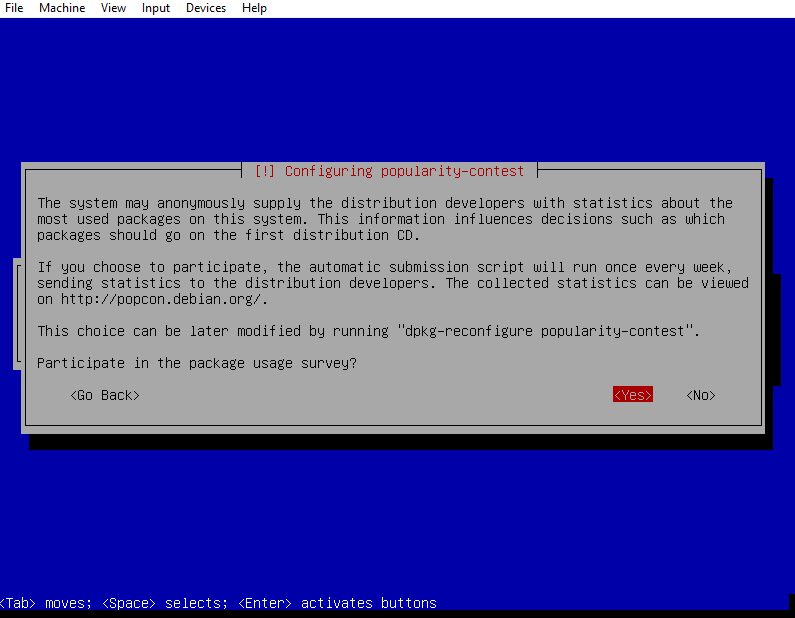 File Machine View Input Devices Help
[!] Configuring popularity-contest
The system may anonymously supply the distribution developers with statistics about the
most used packages on this system. This information influences decisions such as which
packages should go on the first distribution CD.
If you choose to participate, the automatic submission script will run once every week,
sending statistics to the distribution developers. The collected statistics can be viewed
on http://popcon.debian.org/.
This choice can be later modified by running "dpkg-reconfigure popularity-contest".
Participate in the package usage survey?
<Go Back> <Yes> <No>
<Tab> moves; <Space> selects; <Enter> activates buttons